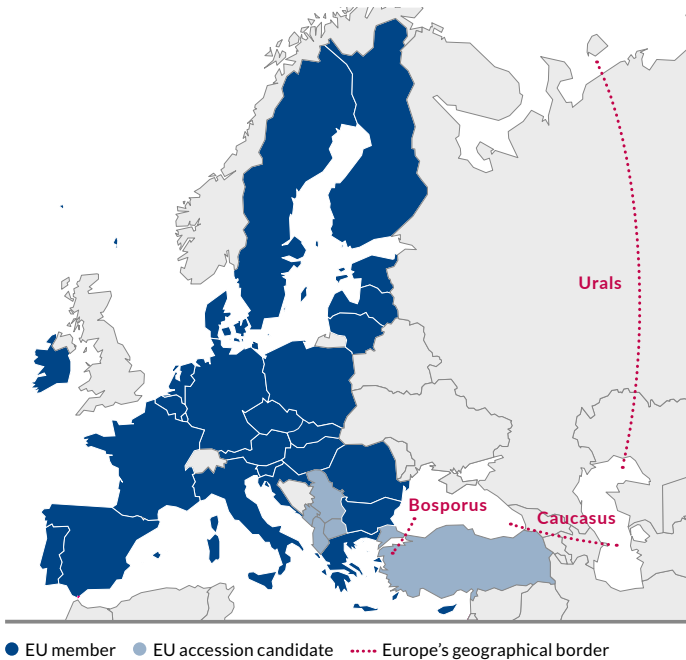 Urals
Bosporus
Caucasus
EU member
EU accession candidate
Europe's geographical border